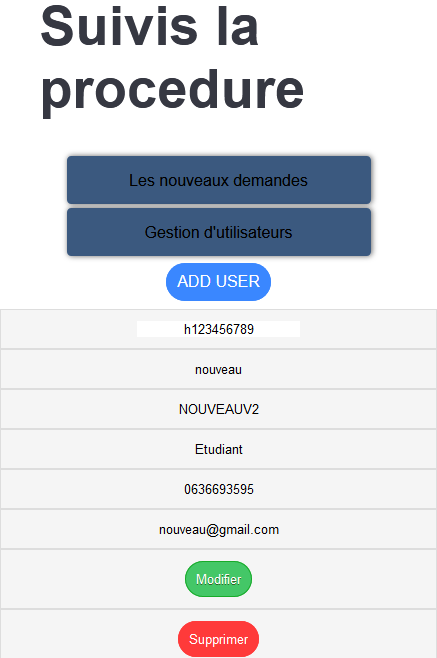 Suivis la
procedure
Les nouveaux demandes
Gestion d'utilisateurs
ADD USER
h123456789
nouveau
NOUVEAUV2
Etudiant
0636693595
nouveau@gmail.com
Modifier
Supprimer